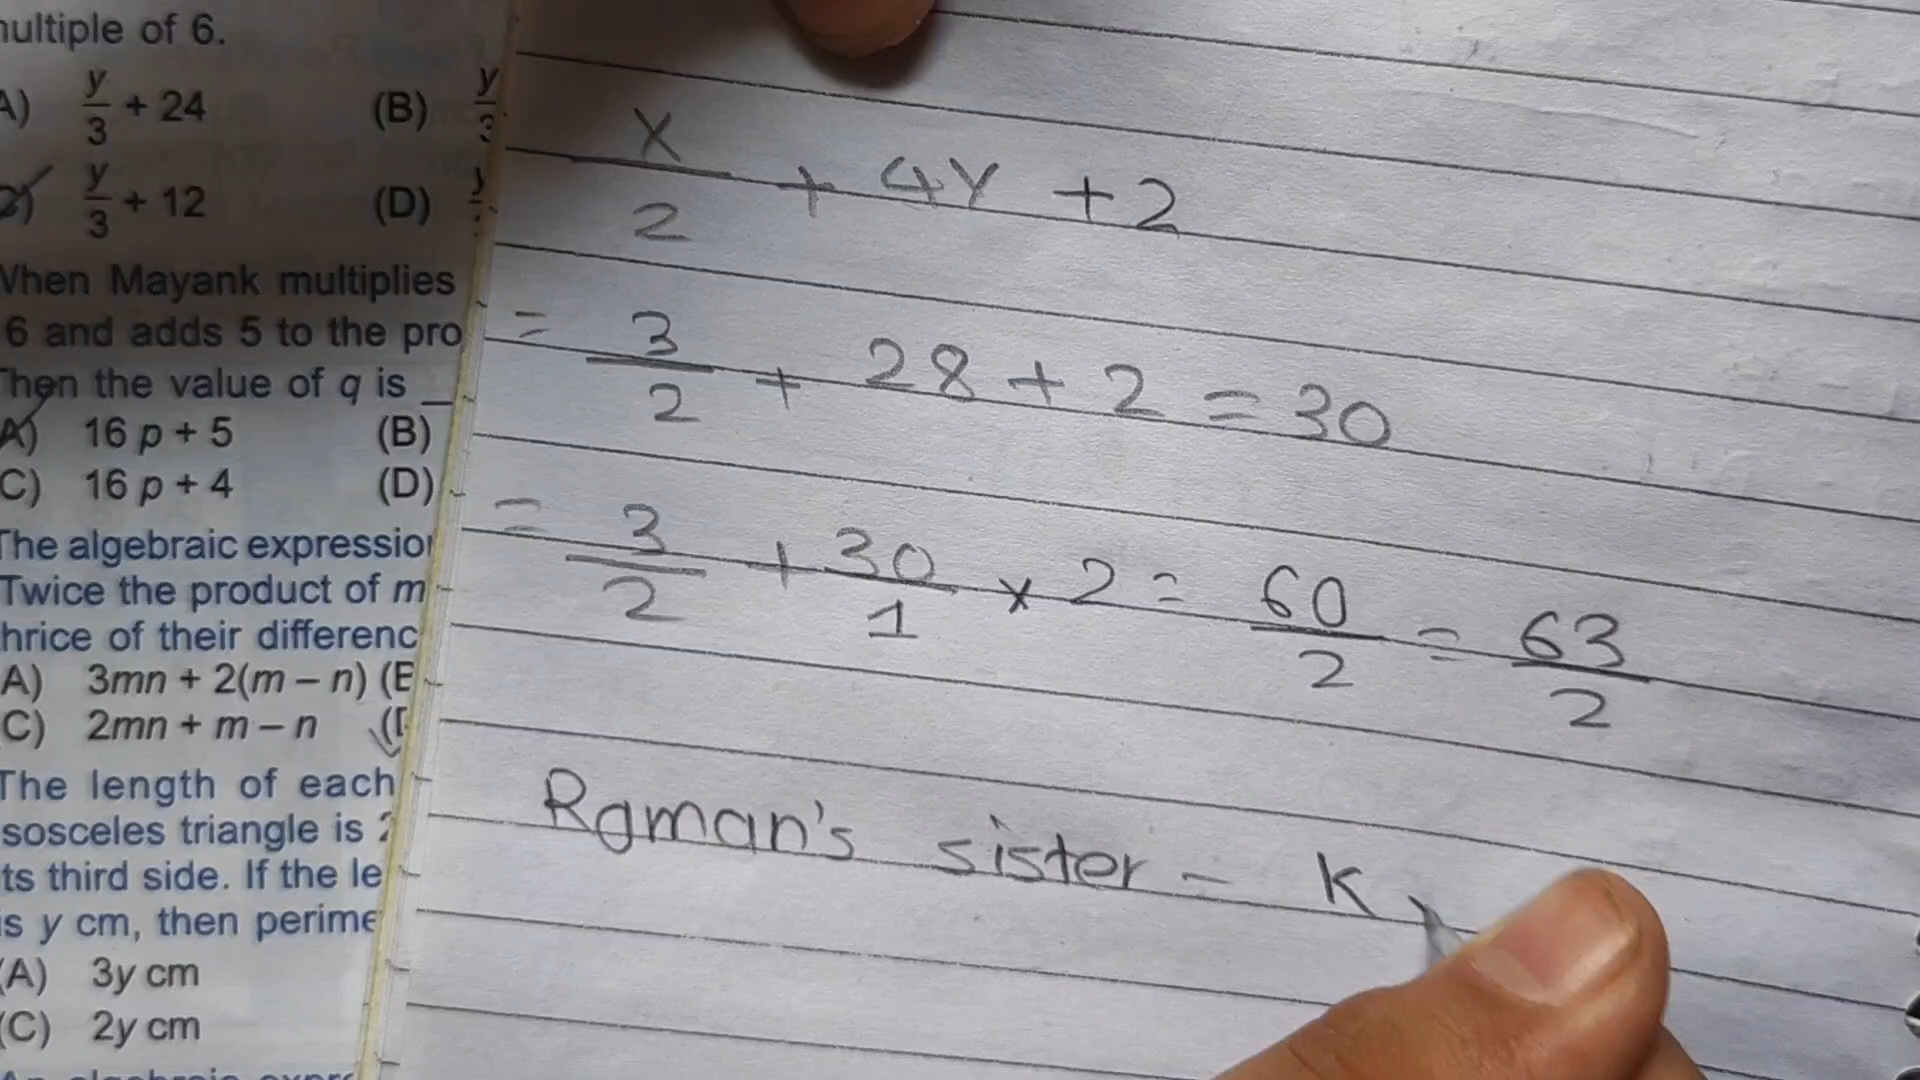 multiple of 6.
A) y/3 + 24 (B) y/3
y/3 + 12 (D)
When Mayank multiplies
6 and adds 5 to the pro
Then the value of q is _
A) 16 p + 5 (B)
C) 16 p + 4 (D)
The algebraic expression
Twice the product of m
hrice of their differenc
A) 3mn + 2(m – n)
C) 2mn + m – n
The length of each
sosceles triangle is 2
ts third side. If the le
is y cm, then perime
(A) 3y cm
(C) 2y cm
X/2 + 4Y + 2
= 3/2 + 28 + 2 = 30
= 3/2 + 30/1 × 2 = 60/2 = 63/2
Raman's sister - K